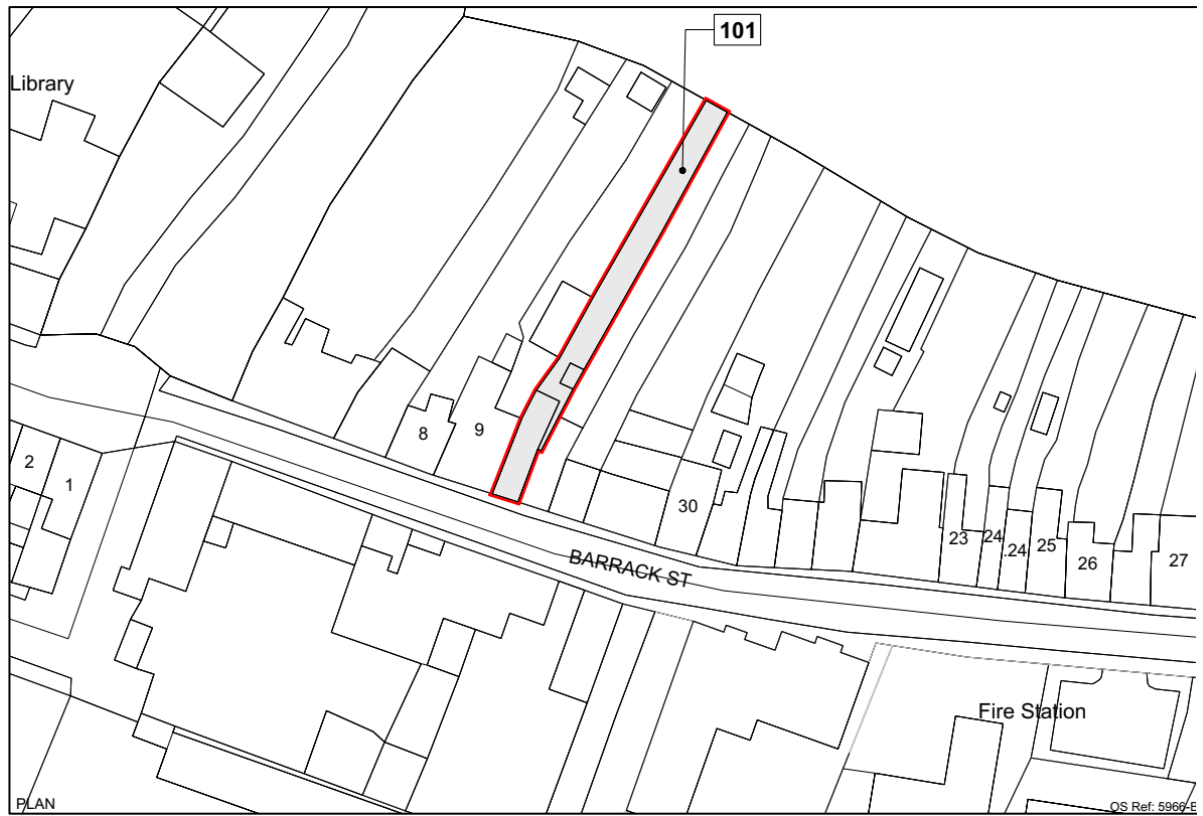 101
Library
8
9
2
1
30
BARRACK ST
23
24
.24
25
26
27
Fire Station
PLAN
OS Ref: 5966-B